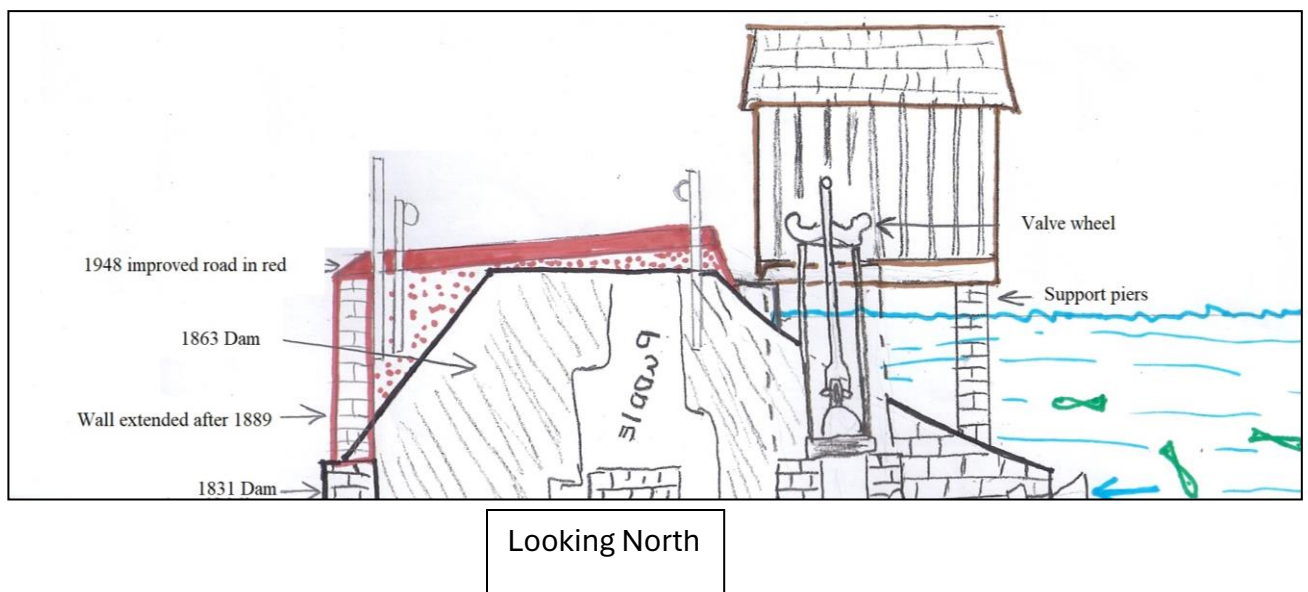 Valve wheel
1948 improved road in red
Support piers
1863 Dam
PUDDLE
Wall extended after 1889
1831 Dam
Looking North